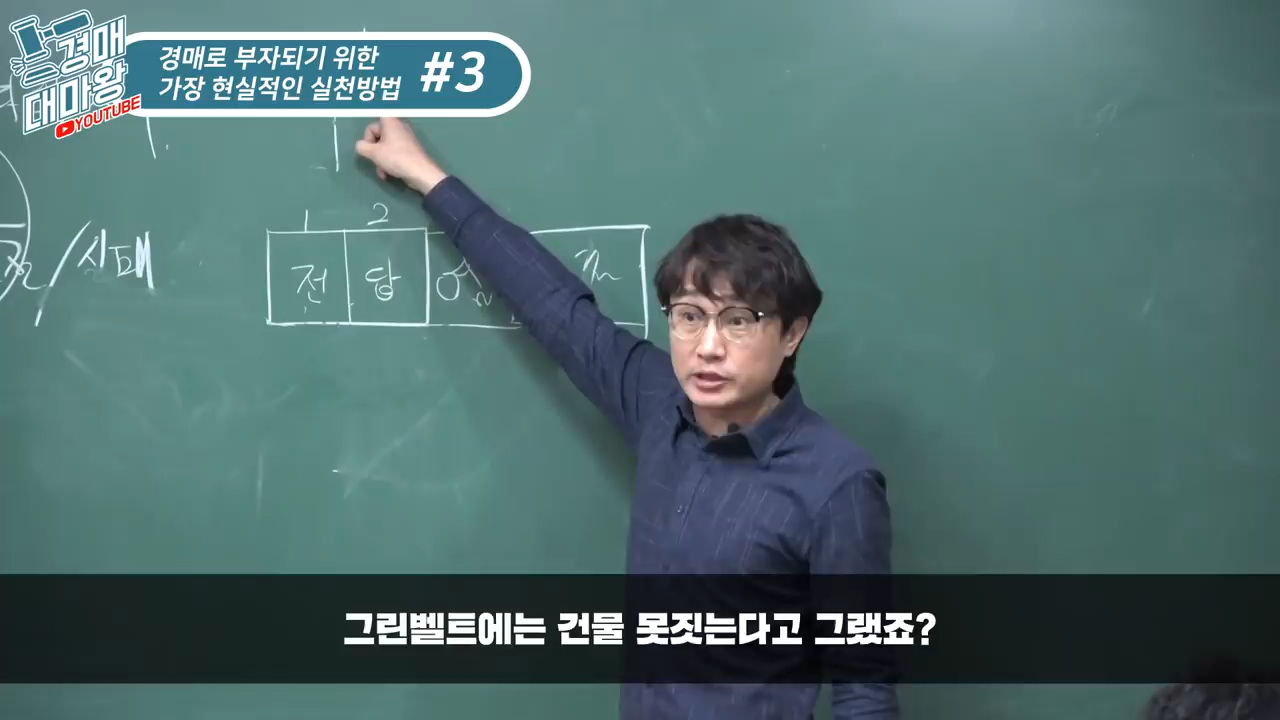 경매
대마왕
YOUTUBE
경매로 부자되기 위한
가장 현실적인 실천방법
#3
1 2
전 답
그린벨트에는 건물 못짓는다고 그랬죠?